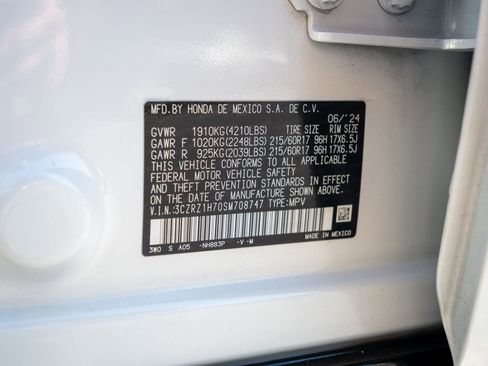 MFD.BY HONDA DE MEXICO S.A. DE C.V.
06/'24
GVWR 1910KG(4210LBS) TIRE SIZE RIM SIZE
GAWR F 1020KG(2248LBS) 215/60R17 96H 17X6.5J
GAWR R 925KG(2039LBS) 215/60R17 96H 17X6.5J
THIS VEHICLE CONFORMS TO ALL APPLICABLE
FEDERAL MOTOR VEHICLE SAFETY
AND THEFT PREVENTION STANDARDS IN EFFECT
ON THE DATE OF MANUFACTURE SHOWN ABOVE.
V.I.N.:3CZRZ1H70SM708747 TYPE:MPV
3W0 S A05 -NH883P -V -M MADE IN MEXICO